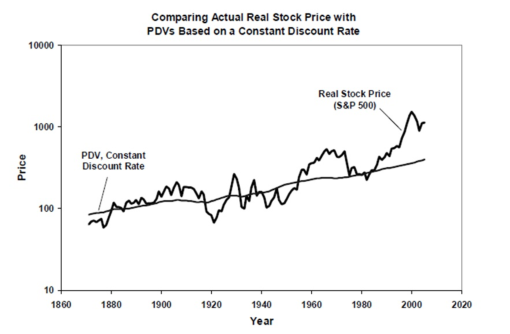 Comparing Actual Real Stock Price with
PDVs Based on a Constant Discount Rate
10000
1000
100
10
Price
Real Stock Price
(S&P 500)
PDV, Constant
Discount Rate
1860 1880 1900 1920 1940 1960 1980 2000 2020
Year